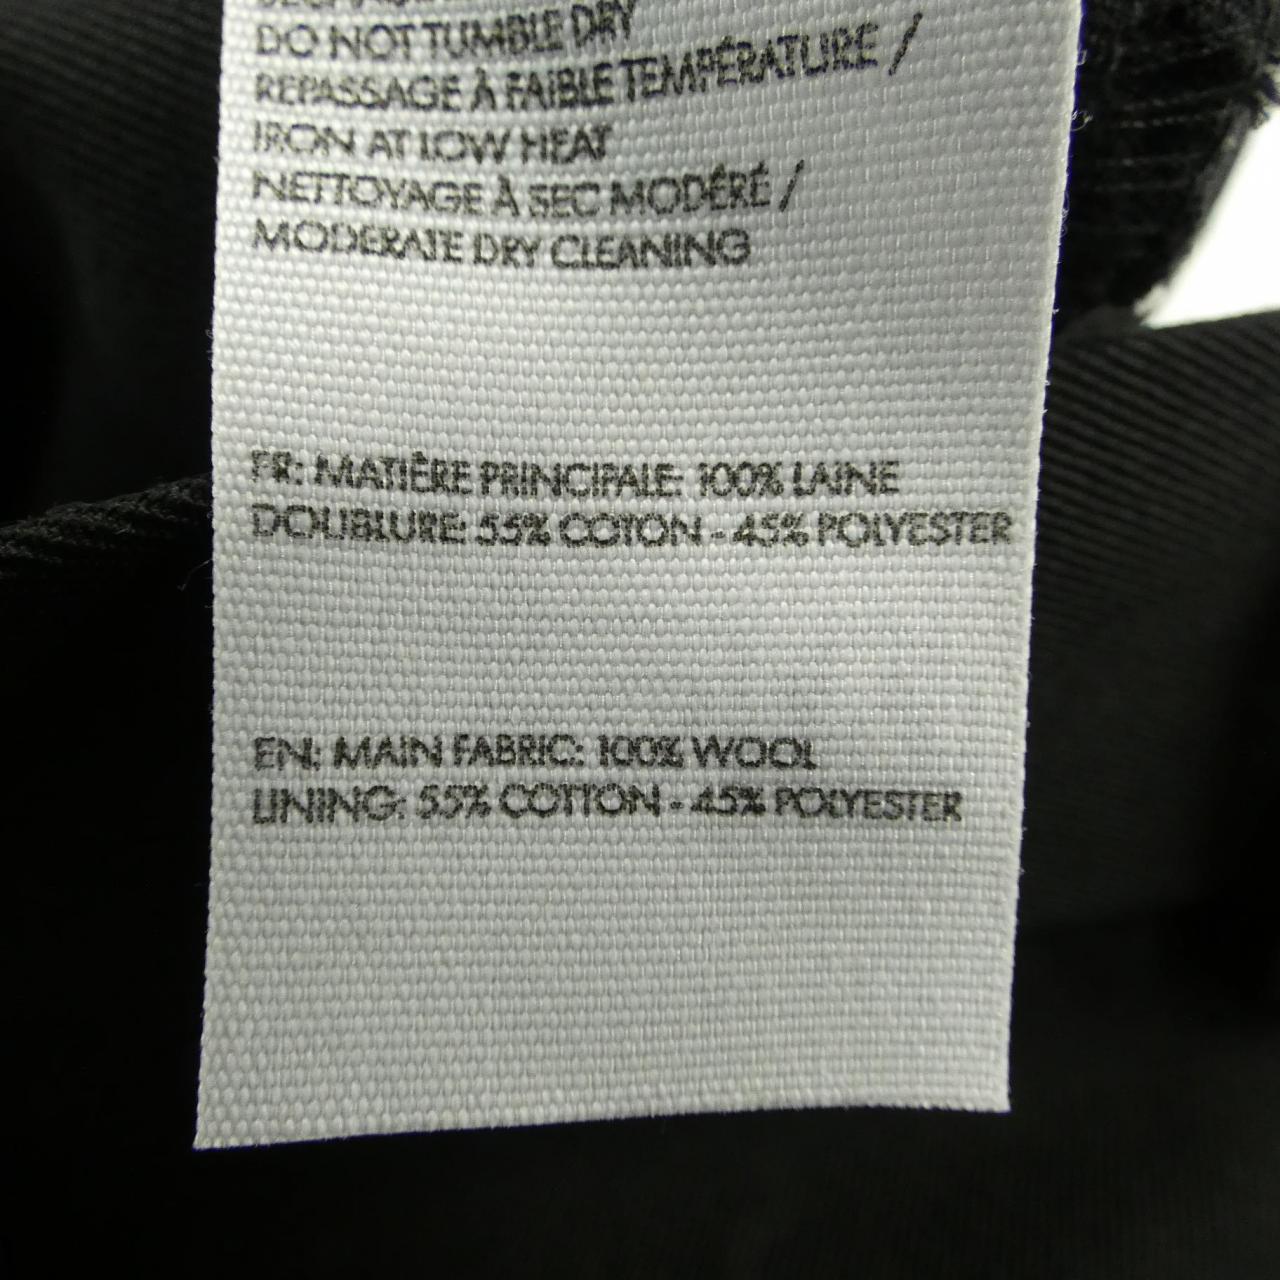 DO NOT TUMBLE DRY
REPASSAGE À FAIBLE TEMPÉRATURE /
IRON AT LOW HEAT
NETTOYAGE À SEC MODÉRÉ /
MODERATE DRY CLEANING
FR: MATIÈRE PRINCIPALE: 100% LAINE
DOUBLURE: 55% COTON - 45% POLYESTER
EN: MAIN FABRIC: 100% WOOL
LINING: 55% COTTON - 45% POLYESTER